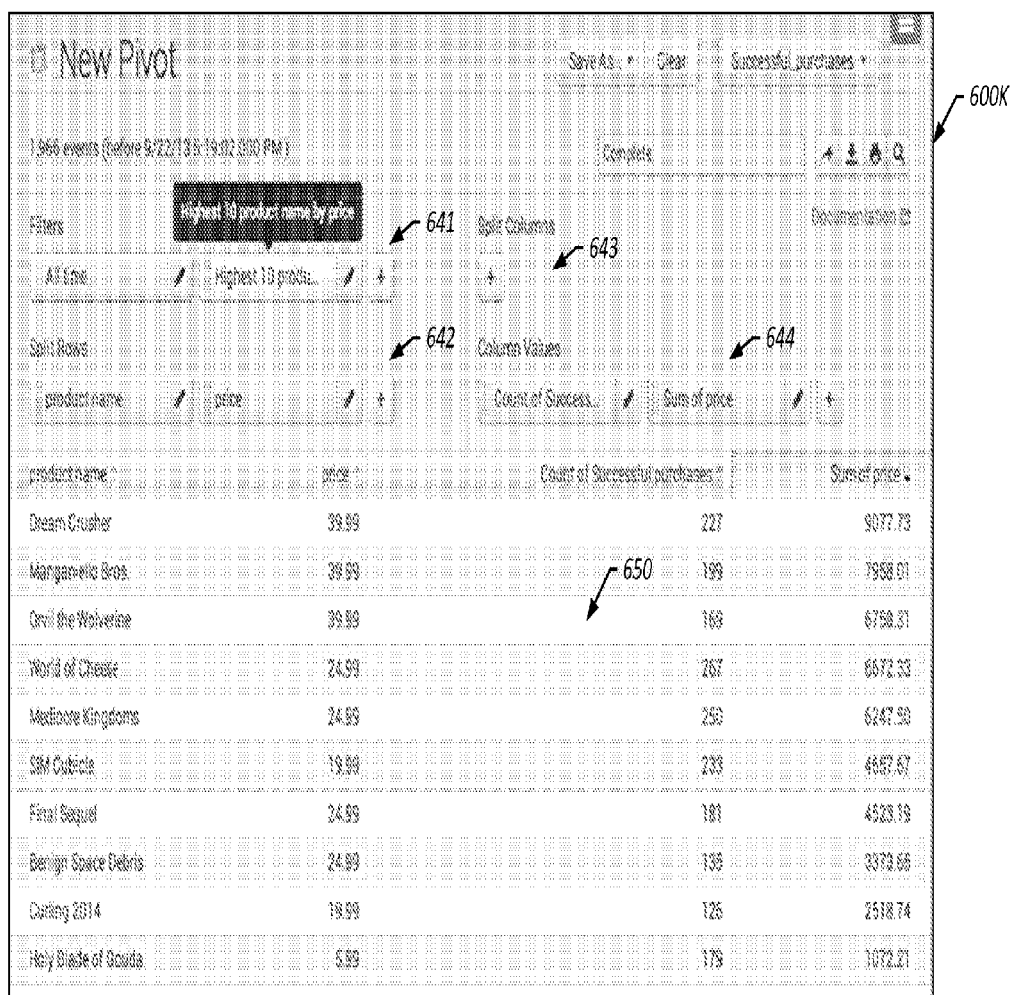 New Pivot
Save As... Clear Successful_purchases
600K
1,966 events (before 9/22/13 6:19:02.000 PM)
Complete
Highest 10 product name by price
Filters
641
Split Columns
Documentation
All time
Highest 10 produ...
+
643
+
Split Rows
642
Column Values
644
product name
price
+
Count of Success...
Sum of price
+
product name price Count of Successful purchases Sum of price
Dream Crusher 39.99 227 9077.73
Manganiello Bros. 39.99 199 7958.01
650
Orvil the Wolverine 39.99 169 6758.31
World of Cheese 24.99 267 6672.33
Mediocre Kingdoms 24.99 250 6247.50
SIM Cubicle 19.99 233 4657.67
Final Sequel 24.99 181 4523.19
Benign Space Debris 24.99 135 3373.65
Curling 2014 19.99 126 2518.74
Holy Blade of Gouda 5.99 179 1072.21